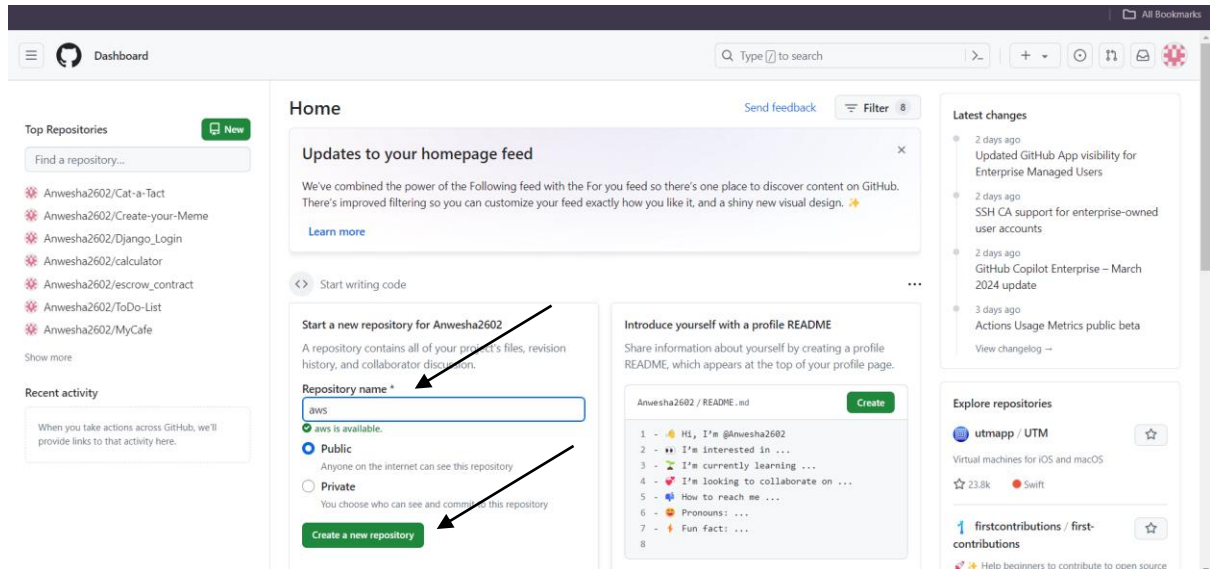 All Bookmarks
Dashboard
Type / to search
Top Repositories
New
Find a repository...
Anwesha2602/Cat-a-Tact
Anwesha2602/Create-your-Meme
Anwesha2602/Django_Login
Anwesha2602/calculator
Anwesha2602/escrow_contract
Anwesha2602/ToDo-List
Anwesha2602/MyCafe
Show more
Recent activity
When you take actions across GitHub, we'll
provide links to that activity here.
Home
Send feedback
Filter 8
Updates to your homepage feed
We've combined the power of the Following feed with the For you feed so there's one place to discover content on GitHub.
There's improved filtering so you can customize your feed exactly how you like it, and a shiny new visual design. ✨
Learn more
Start writing code
Start a new repository for Anwesha2602
A repository contains all of your project's files, revision
history, and collaborator discussion.
Repository name *
aws
aws is available.
Public
Anyone on the internet can see this repository
Private
You choose who can see and commit to this repository
Create a new repository
Introduce yourself with a profile README
Share information about yourself by creating a profile
README, which appears at the top of your profile page.
Anwesha2602 / README.md
Create
1 - 👋 Hi, I'm @Anwesha2602
2 - 👀 I'm interested in ...
3 - 🌱 I'm currently learning ...
4 - 💞️ I'm looking to collaborate on ...
5 - 📫 How to reach me ...
6 - 😄 Pronouns: ...
7 - ⚡ Fun fact: ...
8
Latest changes
2 days ago
Updated GitHub App visibility for
Enterprise Managed Users
2 days ago
SSH CA support for enterprise-owned
user accounts
2 days ago
GitHub Copilot Enterprise – March
2024 update
3 days ago
Actions Usage Metrics public beta
View changelog →
Explore repositories
utmapp / UTM
Virtual machines for iOS and macOS
23.8k Swift
firstcontributions / first-
contributions
🚀✨ Help beginners to contribute to open source